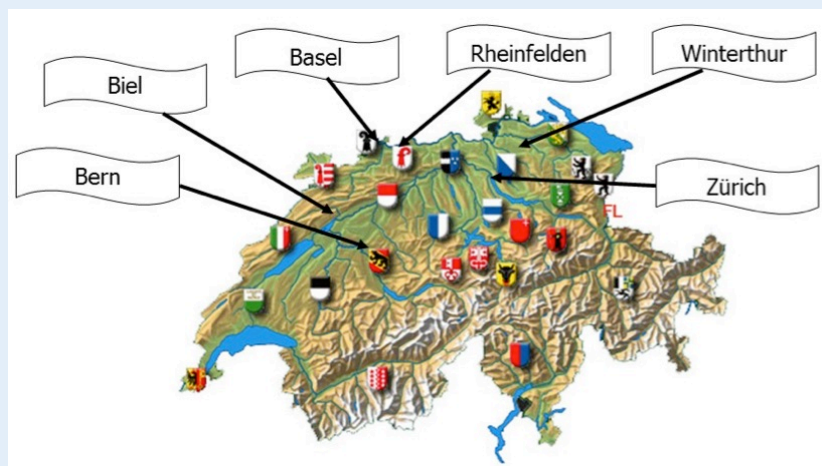 Basel
Rheinfelden
Winterthur
Biel
Bern
Zürich
FL